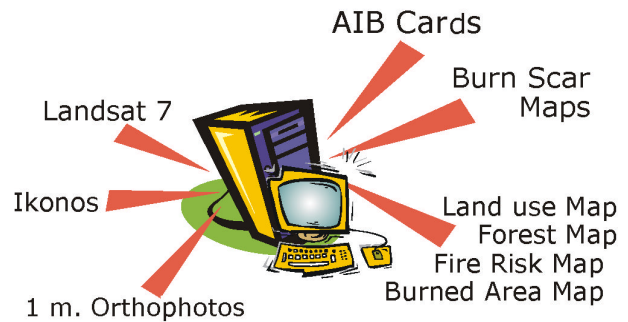 AIB Cards
Burn Scar
Maps
Landsat 7
Ikonos
1 m. Orthophotos
Land use Map
Forest Map
Fire Risk Map
Burned Area Map